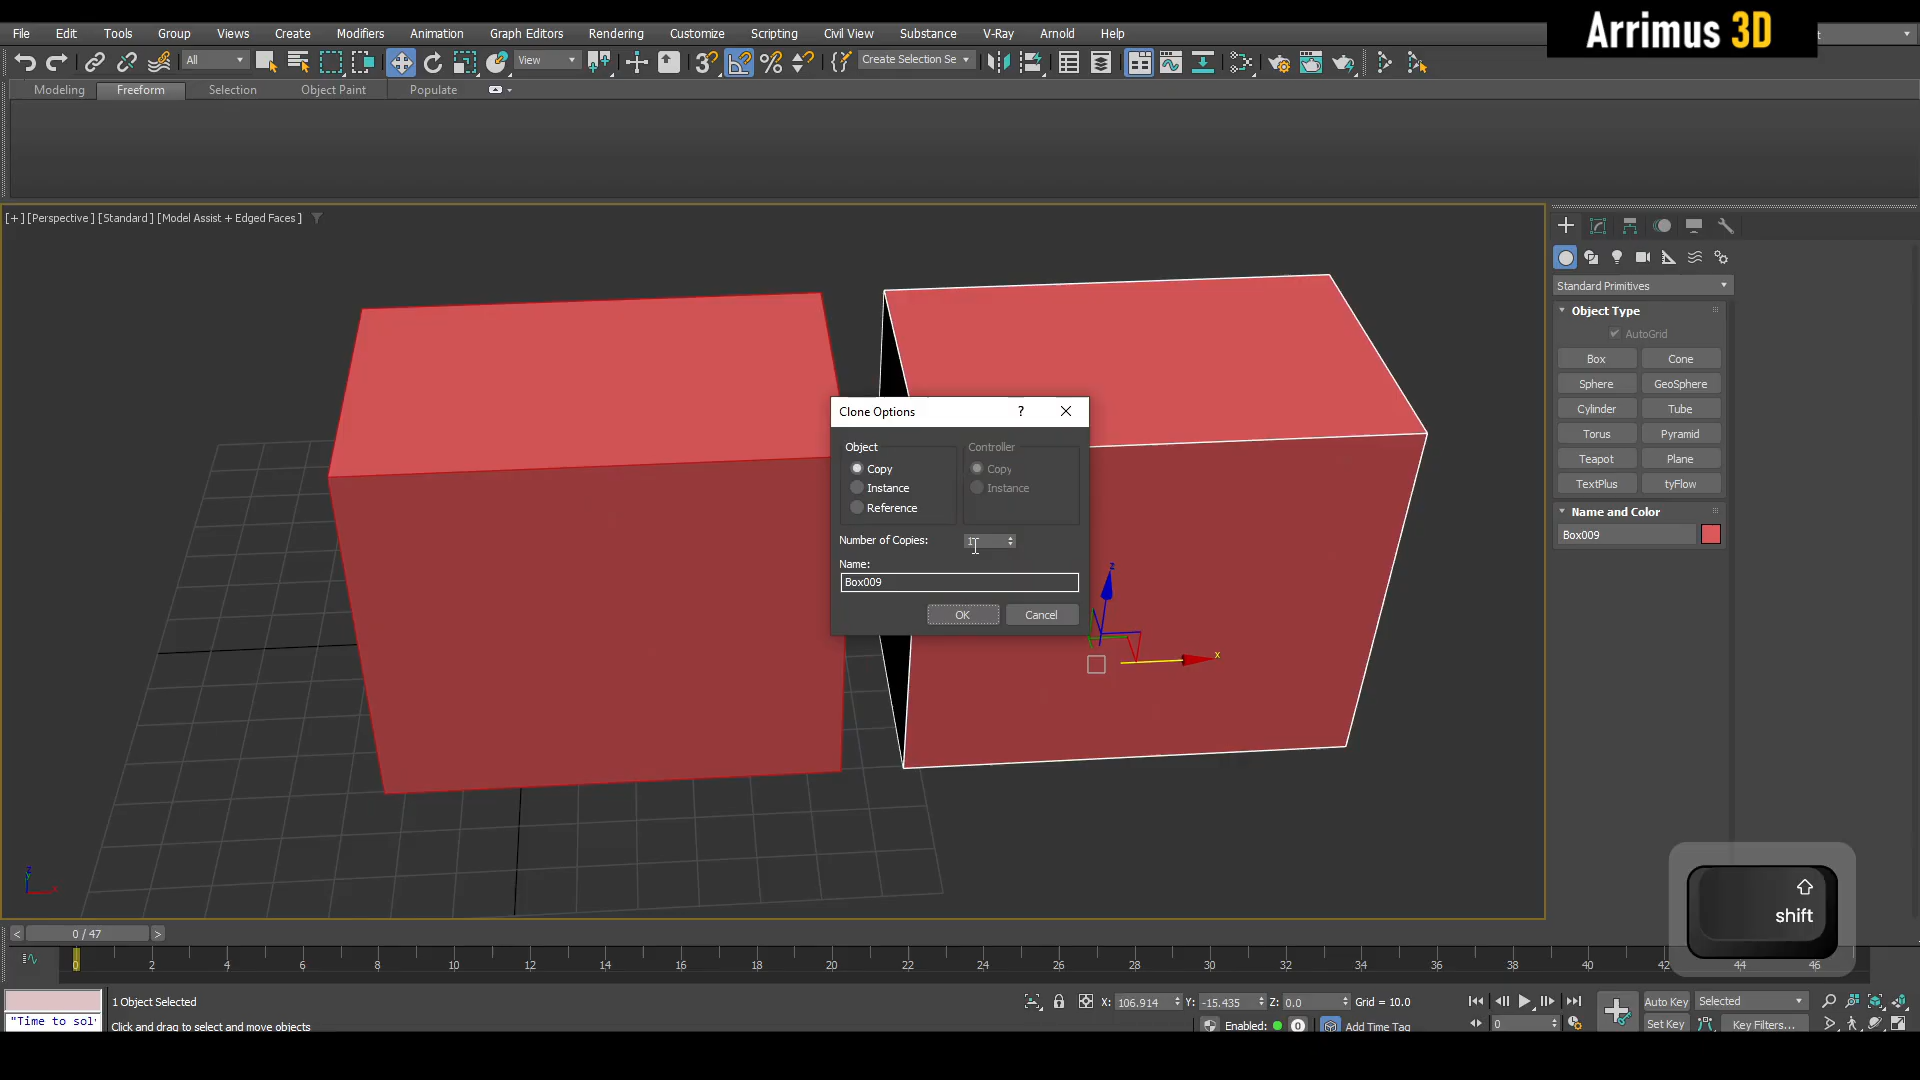 Arrimus 3D
File Edit Tools Group Views Create Modifiers Animation Graph Editors Rendering Customize Scripting Civil View Substance V-Ray Arnold Help
All View Create Selection Se
Modeling Freeform Selection Object Paint Populate
[+] [Perspective ] [Standard ] [Model Assist + Edged Faces ]
Standard Primitives
Object Type
AutoGrid
Box Cone
Sphere GeoSphere
Cylinder Tube
Torus Pyramid
Teapot Plane
TextPlus tyFlow
Name and Color
Box009
Clone Options ?
Object Controller
Copy Copy
Instance Instance
Reference
Number of Copies: 1
Name:
Box009
OK Cancel
z
x
shift
< 0 / 47 >
0 2 4 6 8 10 12 14 16 18 20 22 24 26 28 30 32 34 36 38 40 42 44 46
1 Object Selected X: 106.914 Y: -15.435 Z: 0.0 Grid = 10.0 Auto Key Selected
"Time to sol Click and drag to select and move objects Enabled: 0 Add Time Tag 0 Set Key Key Filters...